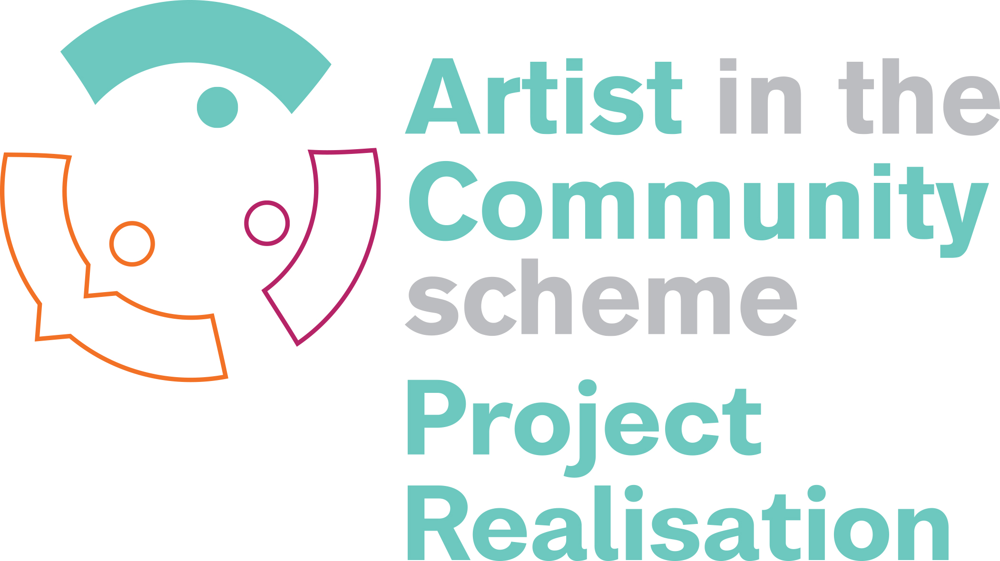 Artist in the
Community
scheme
Project
Realisation